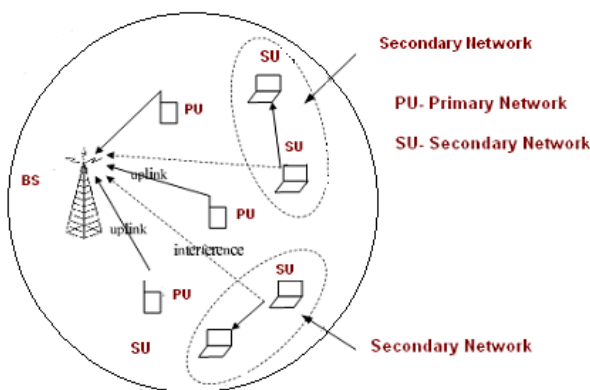 SU
Secondary Network
PU
PU- Primary Network
SU
SU- Secondary Network
BS
uplink
PU
uplink
interference
SU
PU
SU
Secondary Network